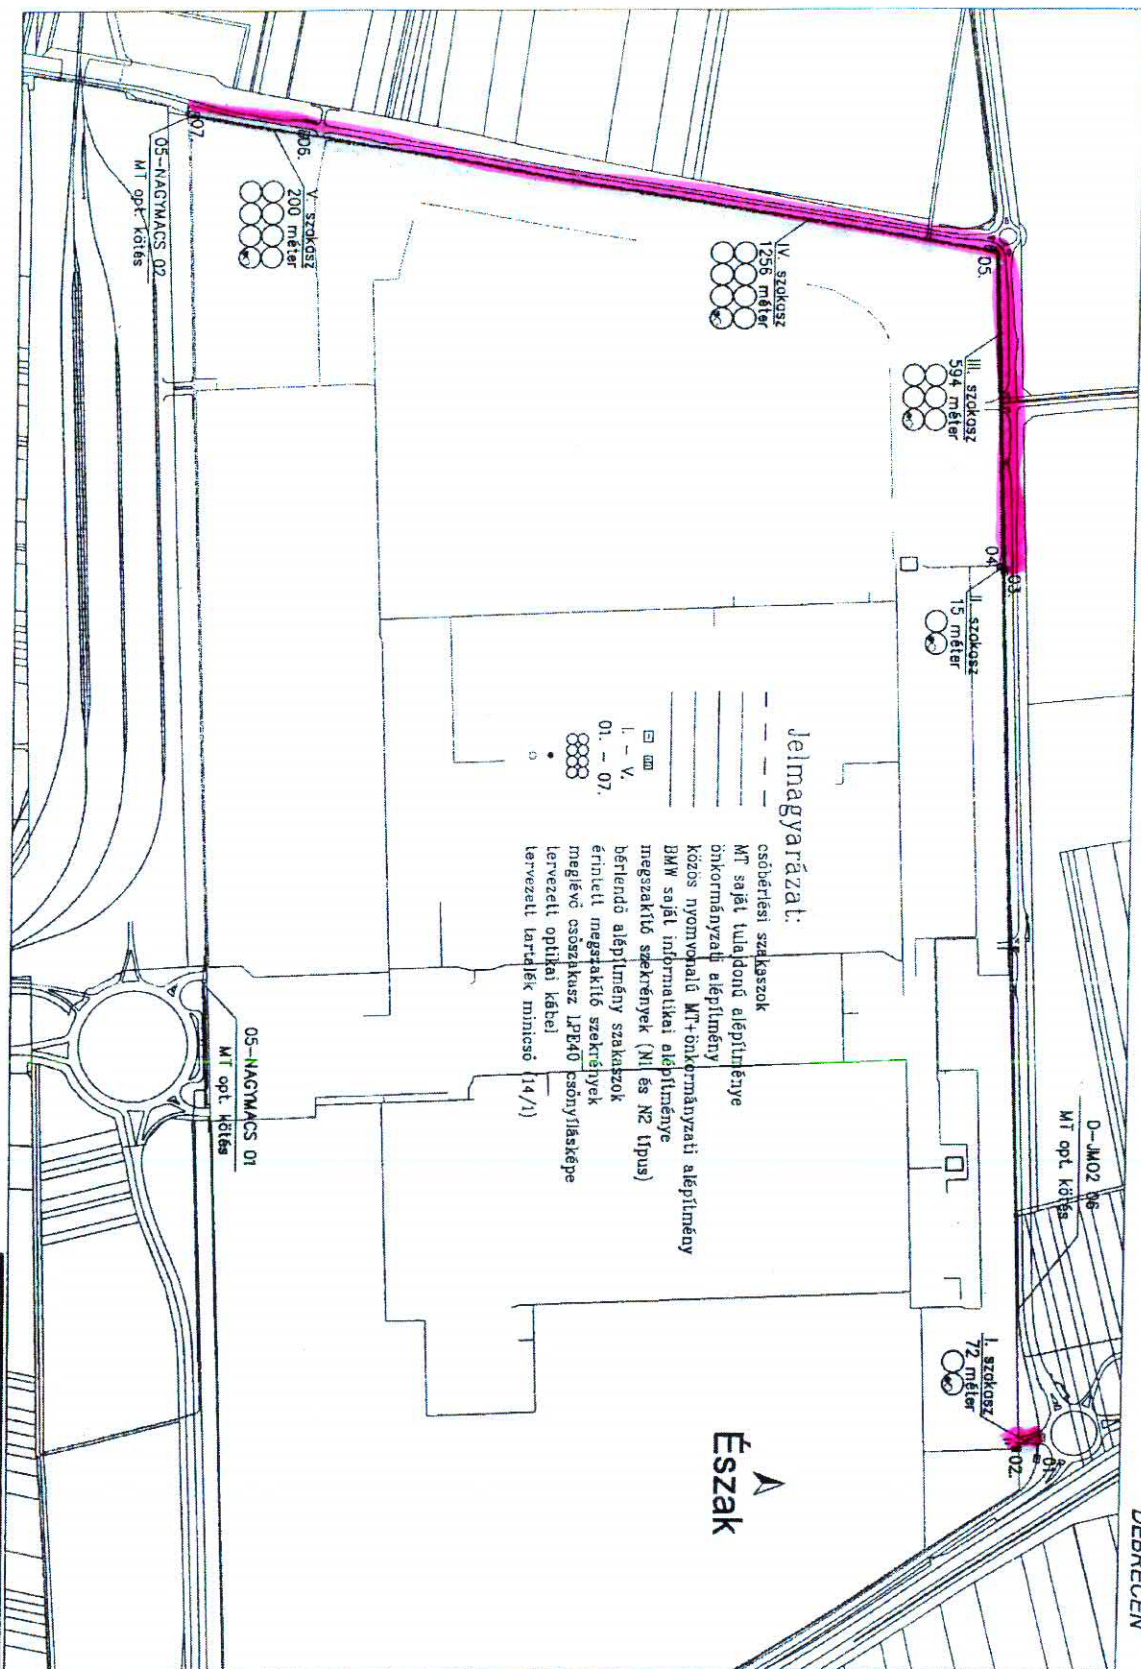 DEBRECEN
D-JM02 06
MT opt. kötés
I. szakasz
72 méter
01.
02.
Észak
II. szakasz
15 méter
03.
04.
III. szakasz
594 méter
05.
IV. szakasz
1256 méter
V. szakasz
200 méter
06.
07.
05-NAGYMACS 02
MT opt. kötés
05-NAGYMACS 01
MT opt. kötés
Jelmagyarázat:
csőbérlési szakaszok
MT saját tulajdonú alépítménye
önkormányzati alépítmény
közös nyomvonalú MT+önkormányzati alépítmény
BMW saját informatikai alépítménye
megszakító szekrények (N1 és N2 típus)
I. - V. bérlendő alépítmény szakaszok
01. - 07. érintett megszakító szekrények
meglévő csőszakasz LPE40 csőnyílásképe
tervezett optikai kábel
tervezett tartalék minicső (14/1)